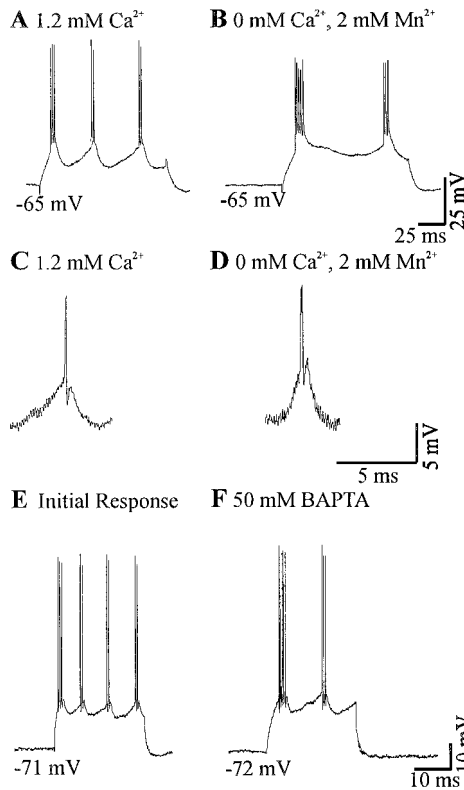 A 1.2 mM Ca²⁺
B 0 mM Ca²⁺, 2 mM Mn²⁺
-65 mV
-65 mV
25 mV
25 ms
C 1.2 mM Ca²⁺
D 0 mM Ca²⁺, 2 mM Mn²⁺
5 mV
5 ms
E Initial Response
F 50 mM BAPTA
-71 mV
-72 mV
10 mV
10 ms